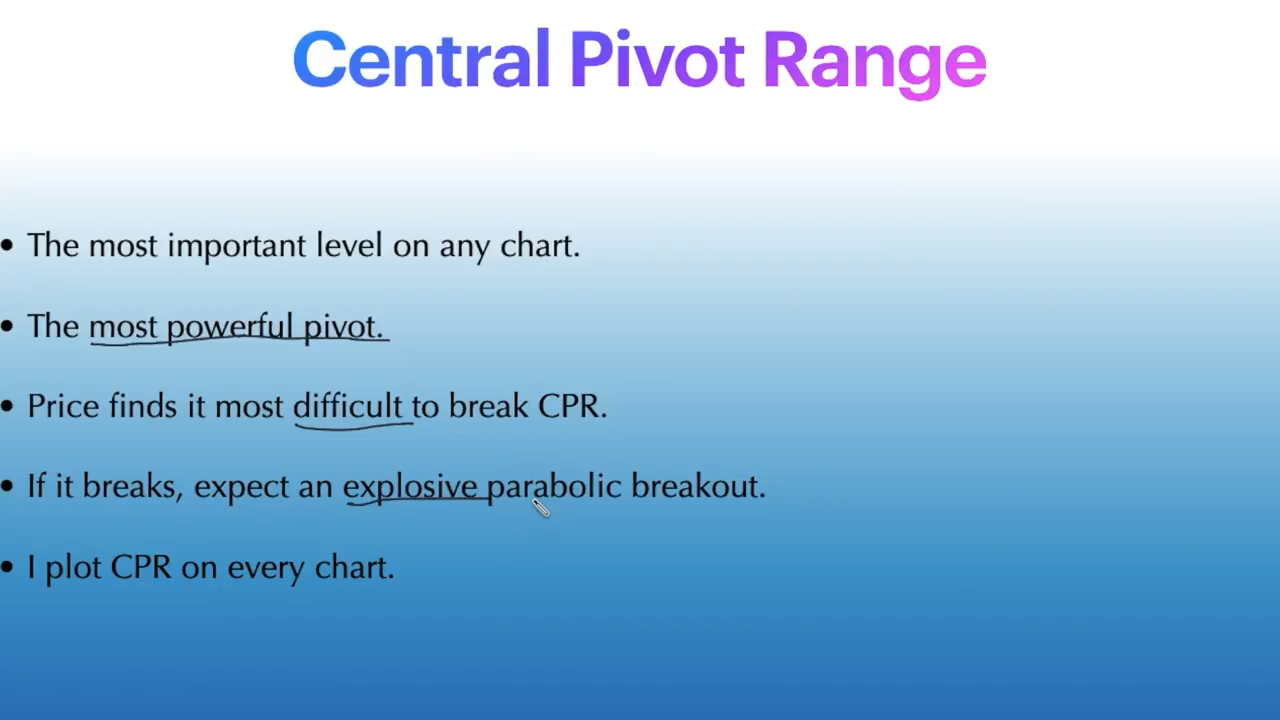 Central Pivot Range
• The most important level on any chart.
• The most powerful pivot.
• Price finds it most difficult to break CPR.
• If it breaks, expect an explosive parabolic breakout.
• I plot CPR on every chart.